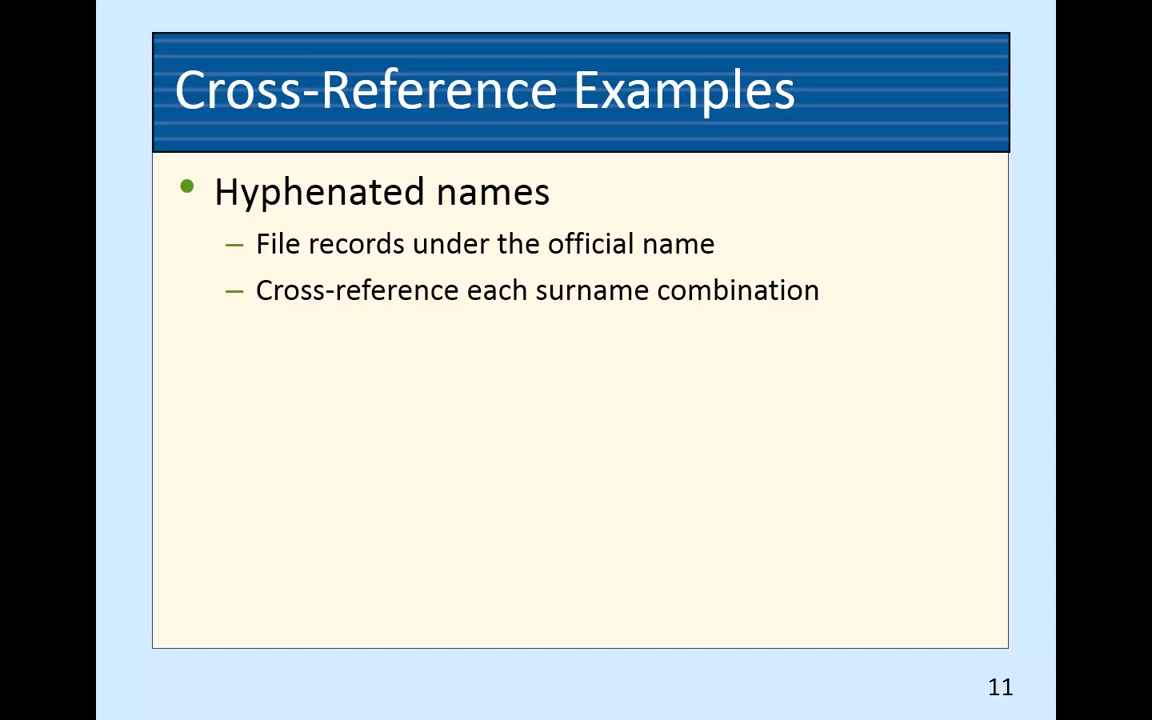 Cross-Reference Examples
• Hyphenated names
– File records under the official name
– Cross-reference each surname combination
11